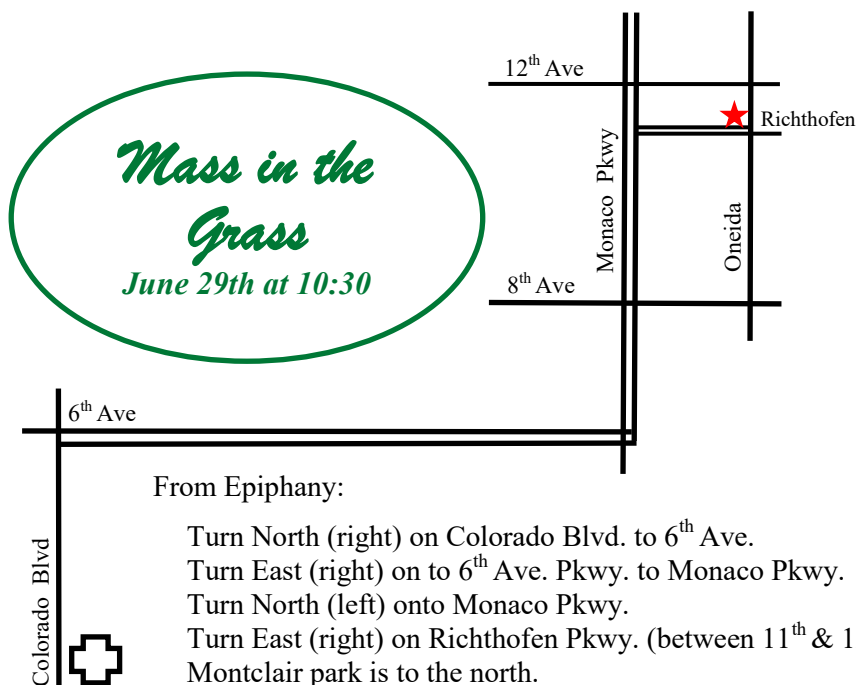 12th Ave
Richthofen
Mass in the
Grass
June 29th at 10:30
Monaco Pkwy
Oneida
8th Ave
6th Ave
From Epiphany:
Turn North (right) on Colorado Blvd. to 6th Ave.
Turn East (right) on to 6th Ave. Pkwy. to Monaco Pkwy.
Turn North (left) onto Monaco Pkwy.
Turn East (right) on Richthofen Pkwy. (between 11th & 1
Montclair park is to the north.
Colorado Blvd